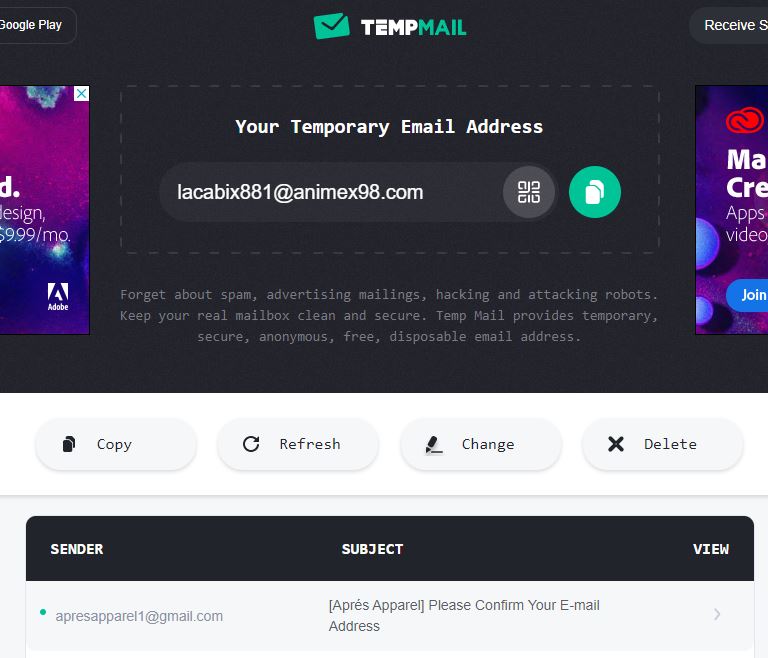 Google Play
TEMPMAIL
Receive S
Your Temporary Email Address
lacabix881@animex98.com
d.
design,
$9.99/mo.
Adobe
Ma
Cre
Apps
video
Join
Forget about spam, advertising mailings, hacking and attacking robots.
Keep your real mailbox clean and secure. Temp Mail provides temporary,
secure, anonymous, free, disposable email address.
Copy
Refresh
Change
Delete
SENDER
SUBJECT
VIEW
apresapparel1@gmail.com
[Aprés Apparel] Please Confirm Your E-mail
Address